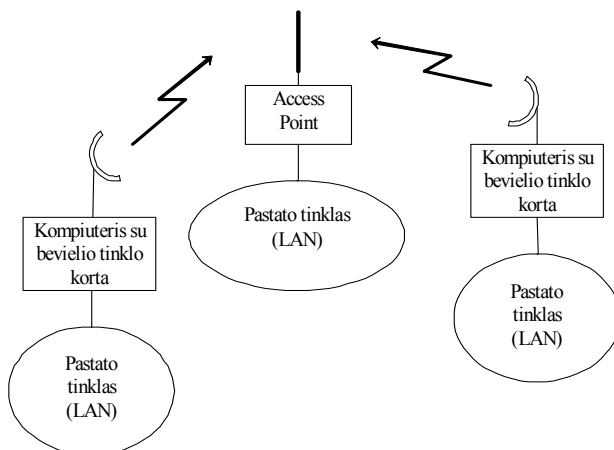 Access
Point
Pastato tinklas
(LAN)
Kompiuteris su
bevielio tinklo
korta
Pastato
tinklas
(LAN)
Kompiuteris su
bevielio tinklo
korta
Pastato
tinklas
(LAN)